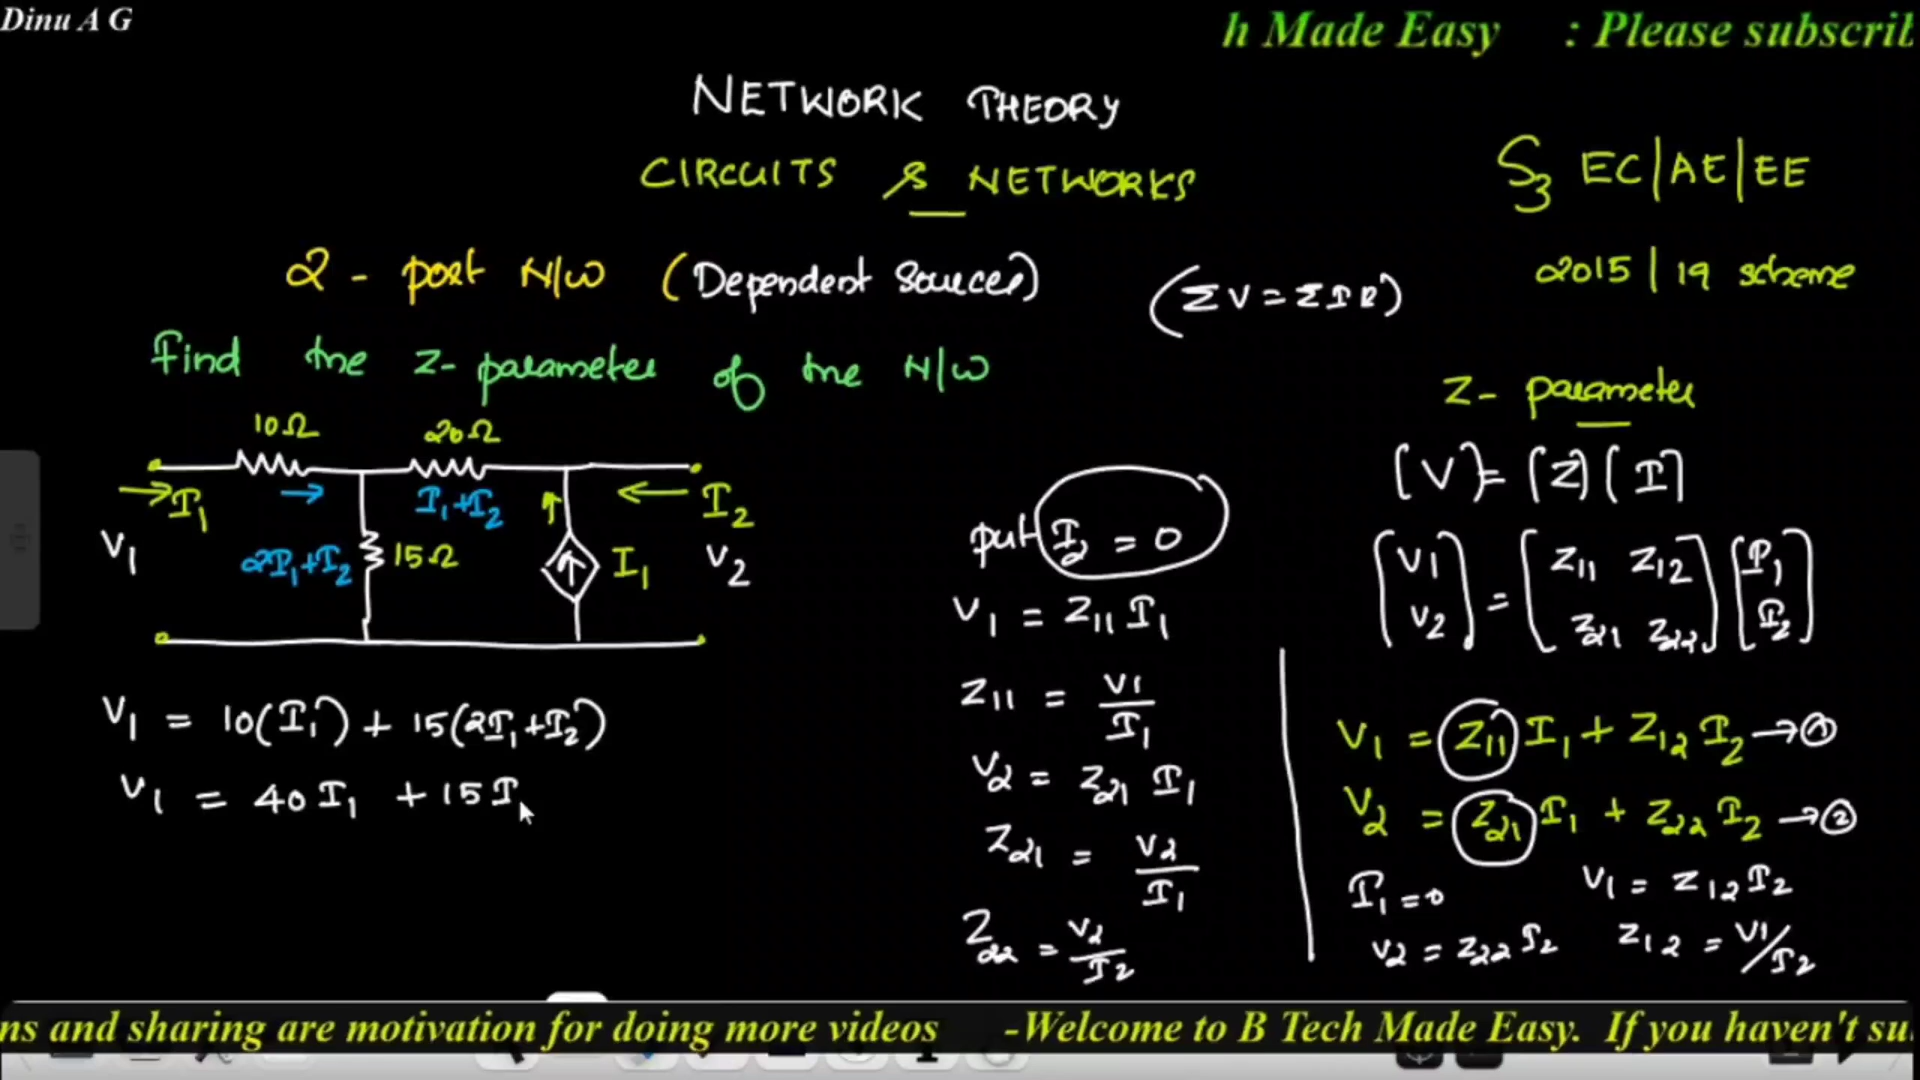 Dinu A G
h Made Easy : Please subscrib
NETWORK THEORY
CIRCUITS & NETWORKS
S3 EC|AE|EE
2015 | 19 scheme
2 - port N/W (Dependent Sources)
(ΣV = ΣIR)
Find the Z- parameter of the N/W
Z - parameter
10Ω
20Ω
[V] = [Z] [I]
I1
I1+I2
I2
put I2 = 0
V1
2I1+I2
15Ω
I1
V2
[V1 V2] = [Z11 Z12 Z21 Z22] [I1 I2]
V1 = Z11 I1
V1 = 10(I1) + 15(2I1+I2)
Z11 = V1/I1
V1 = Z11 I1 + Z12 I2 → ①
V1 = 40 I1 + 15 I
V2 = Z21 I1
V2 = Z21 I1 + Z22 I2 → ②
Z21 = V2/I1
I1 = 0
V1 = Z12 I2
Z22 = V2/I2
V2 = Z22 I2
Z12 = V1/I2
ns and sharing are motivation for doing more videos -Welcome to B Tech Made Easy. If you haven't su